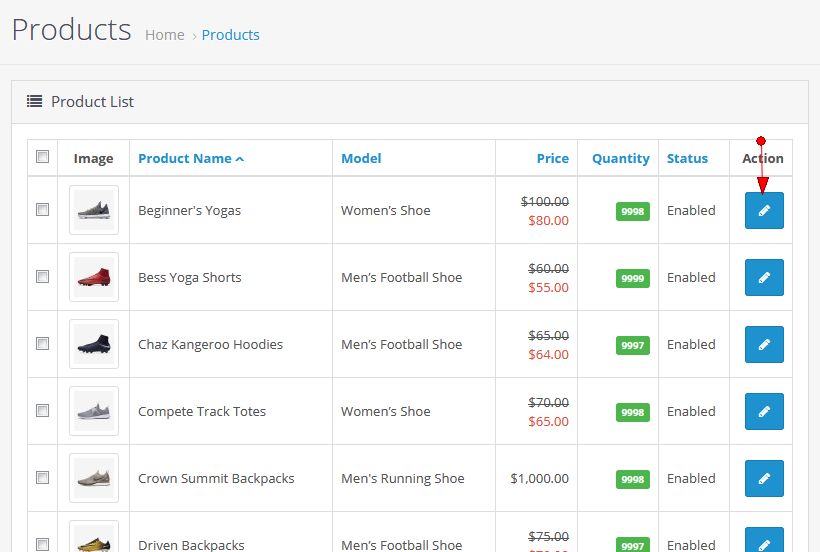 Products Home › Products
Product List
Image Product Name Model Price Quantity Status Action
$100.00
Beginner's Yogas Women's Shoe 9998 Enabled
$80.00
$60.00
Bess Yoga Shorts Men's Football Shoe 9999 Enabled
$55.00
$65.00
Chaz Kangeroo Hoodies Men's Football Shoe 9997 Enabled
$64.00
$70.00
Compete Track Totes Women's Shoe 9998 Enabled
$65.00
Crown Summit Backpacks Men's Running Shoe $1,000.00 9998 Enabled
$75.00
Driven Backpacks Men's Football Shoe 9997 Enabled